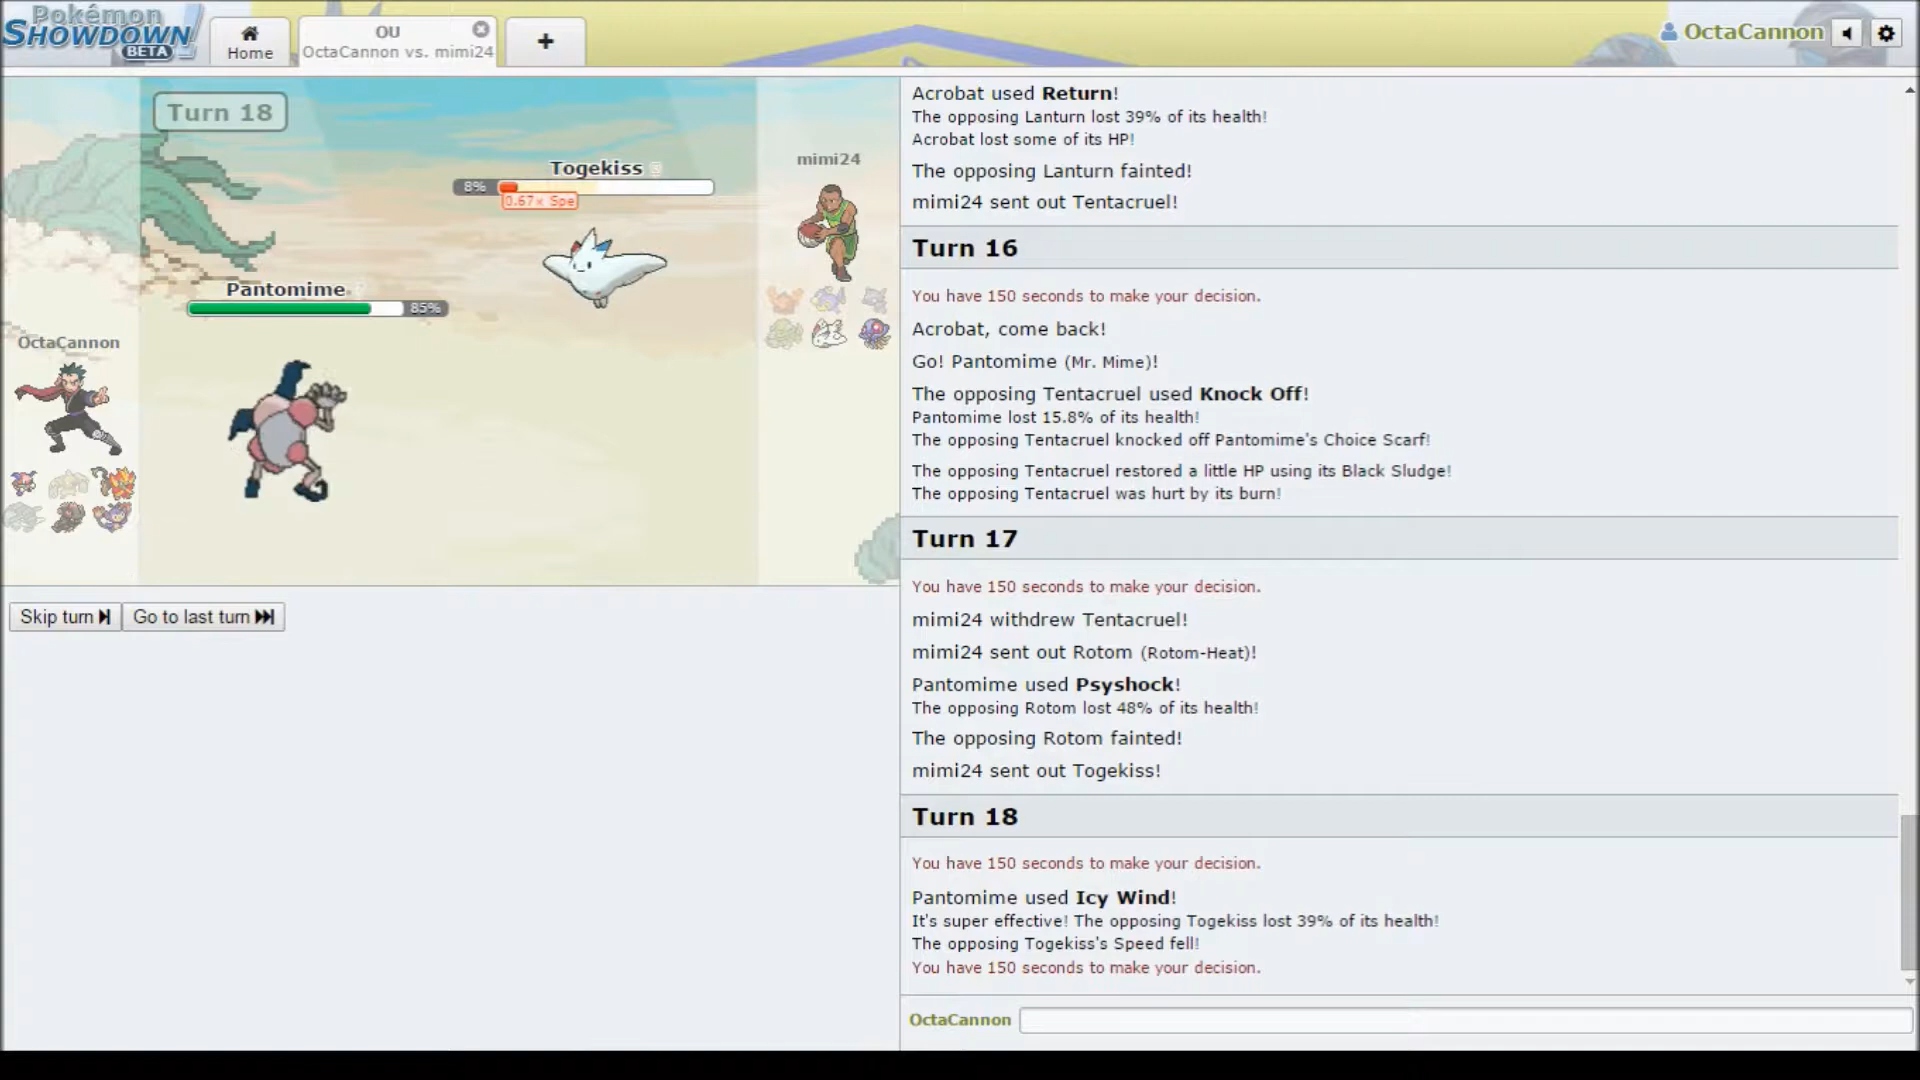 Pokémon
SHOWDOWN
BETA
Home
OU
OctaCannon vs. mimi24
+
OctaCannon
Turn 18
Togekiss
8%
0.67× Spe
mimi24
Pantomime
85%
OctaCannon
Skip turn
Go to last turn
Acrobat used Return!
The opposing Lanturn lost 39% of its health!
Acrobat lost some of its HP!
The opposing Lanturn fainted!
mimi24 sent out Tentacruel!
Turn 16
You have 150 seconds to make your decision.
Acrobat, come back!
Go! Pantomime (Mr. Mime)!
The opposing Tentacruel used Knock Off!
Pantomime lost 15.8% of its health!
The opposing Tentacruel knocked off Pantomime's Choice Scarf!
The opposing Tentacruel restored a little HP using its Black Sludge!
The opposing Tentacruel was hurt by its burn!
Turn 17
You have 150 seconds to make your decision.
mimi24 withdrew Tentacruel!
mimi24 sent out Rotom (Rotom-Heat)!
Pantomime used Psyshock!
The opposing Rotom lost 48% of its health!
The opposing Rotom fainted!
mimi24 sent out Togekiss!
Turn 18
You have 150 seconds to make your decision.
Pantomime used Icy Wind!
It's super effective! The opposing Togekiss lost 39% of its health!
The opposing Togekiss's Speed fell!
You have 150 seconds to make your decision.
OctaCannon